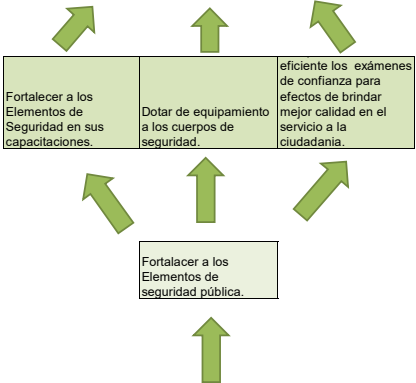 Fortalecer a los
Elementos de
Seguridad en sus
capacitaciones.
Dotar de equipamiento
a los cuerpos de
seguridad.
eficiente los  exámenes
de confianza para
efectos de brindar
mejor calidad en el
servicio a la
ciudadania.
Fortalacer a los
Elementos de
seguridad pública.